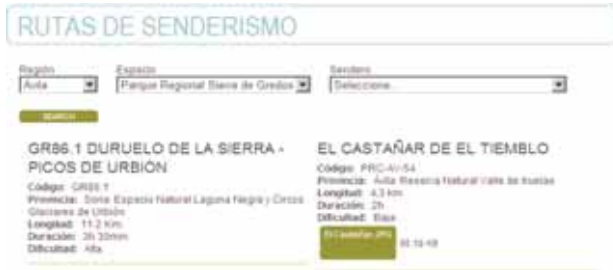 RUTAS DE SENDERISMO
Región
Espacio
Sendero
Ávila
Parque Regional Sierra de Gredos
Seleccione...
SEARCH
GR86.1 DURUELO DE LA SIERRA -
PICOS DE URBIÓN
Código: GR86.1
Provincia: Soria Espacio Natural Laguna Negra y Circos
Glaciares de Urbión
Longitud: 11.2 Km
Duración: 3h 30min
Dificultad: Alta
EL CASTAÑAR DE EL TIEMBLO
Código: PRC-AV-54
Provincia: Ávila Reserva Natural Valle de Iruelas
Longitud: 4,3 km
Duración: 2h
Dificultad: Baja
El Castañar.JPG